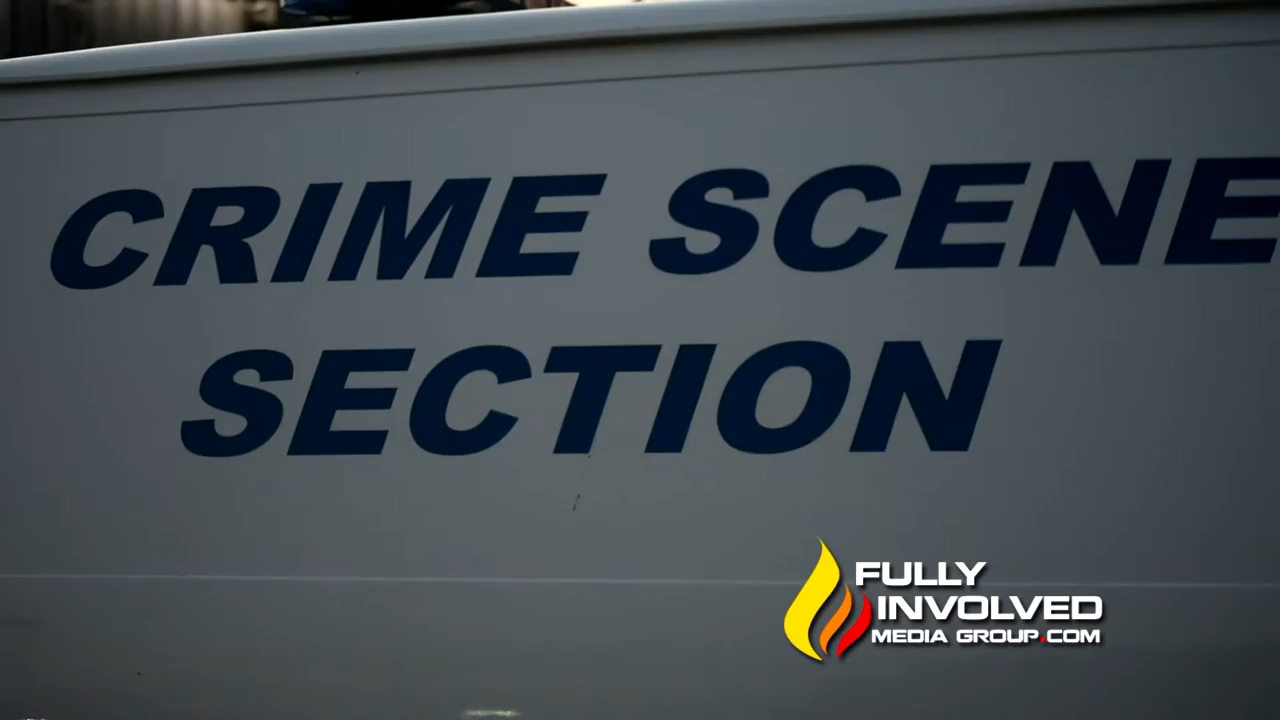 CRIME SCENE
SECTION
FULLY
INVOLVED
MEDIA GROUP.COM